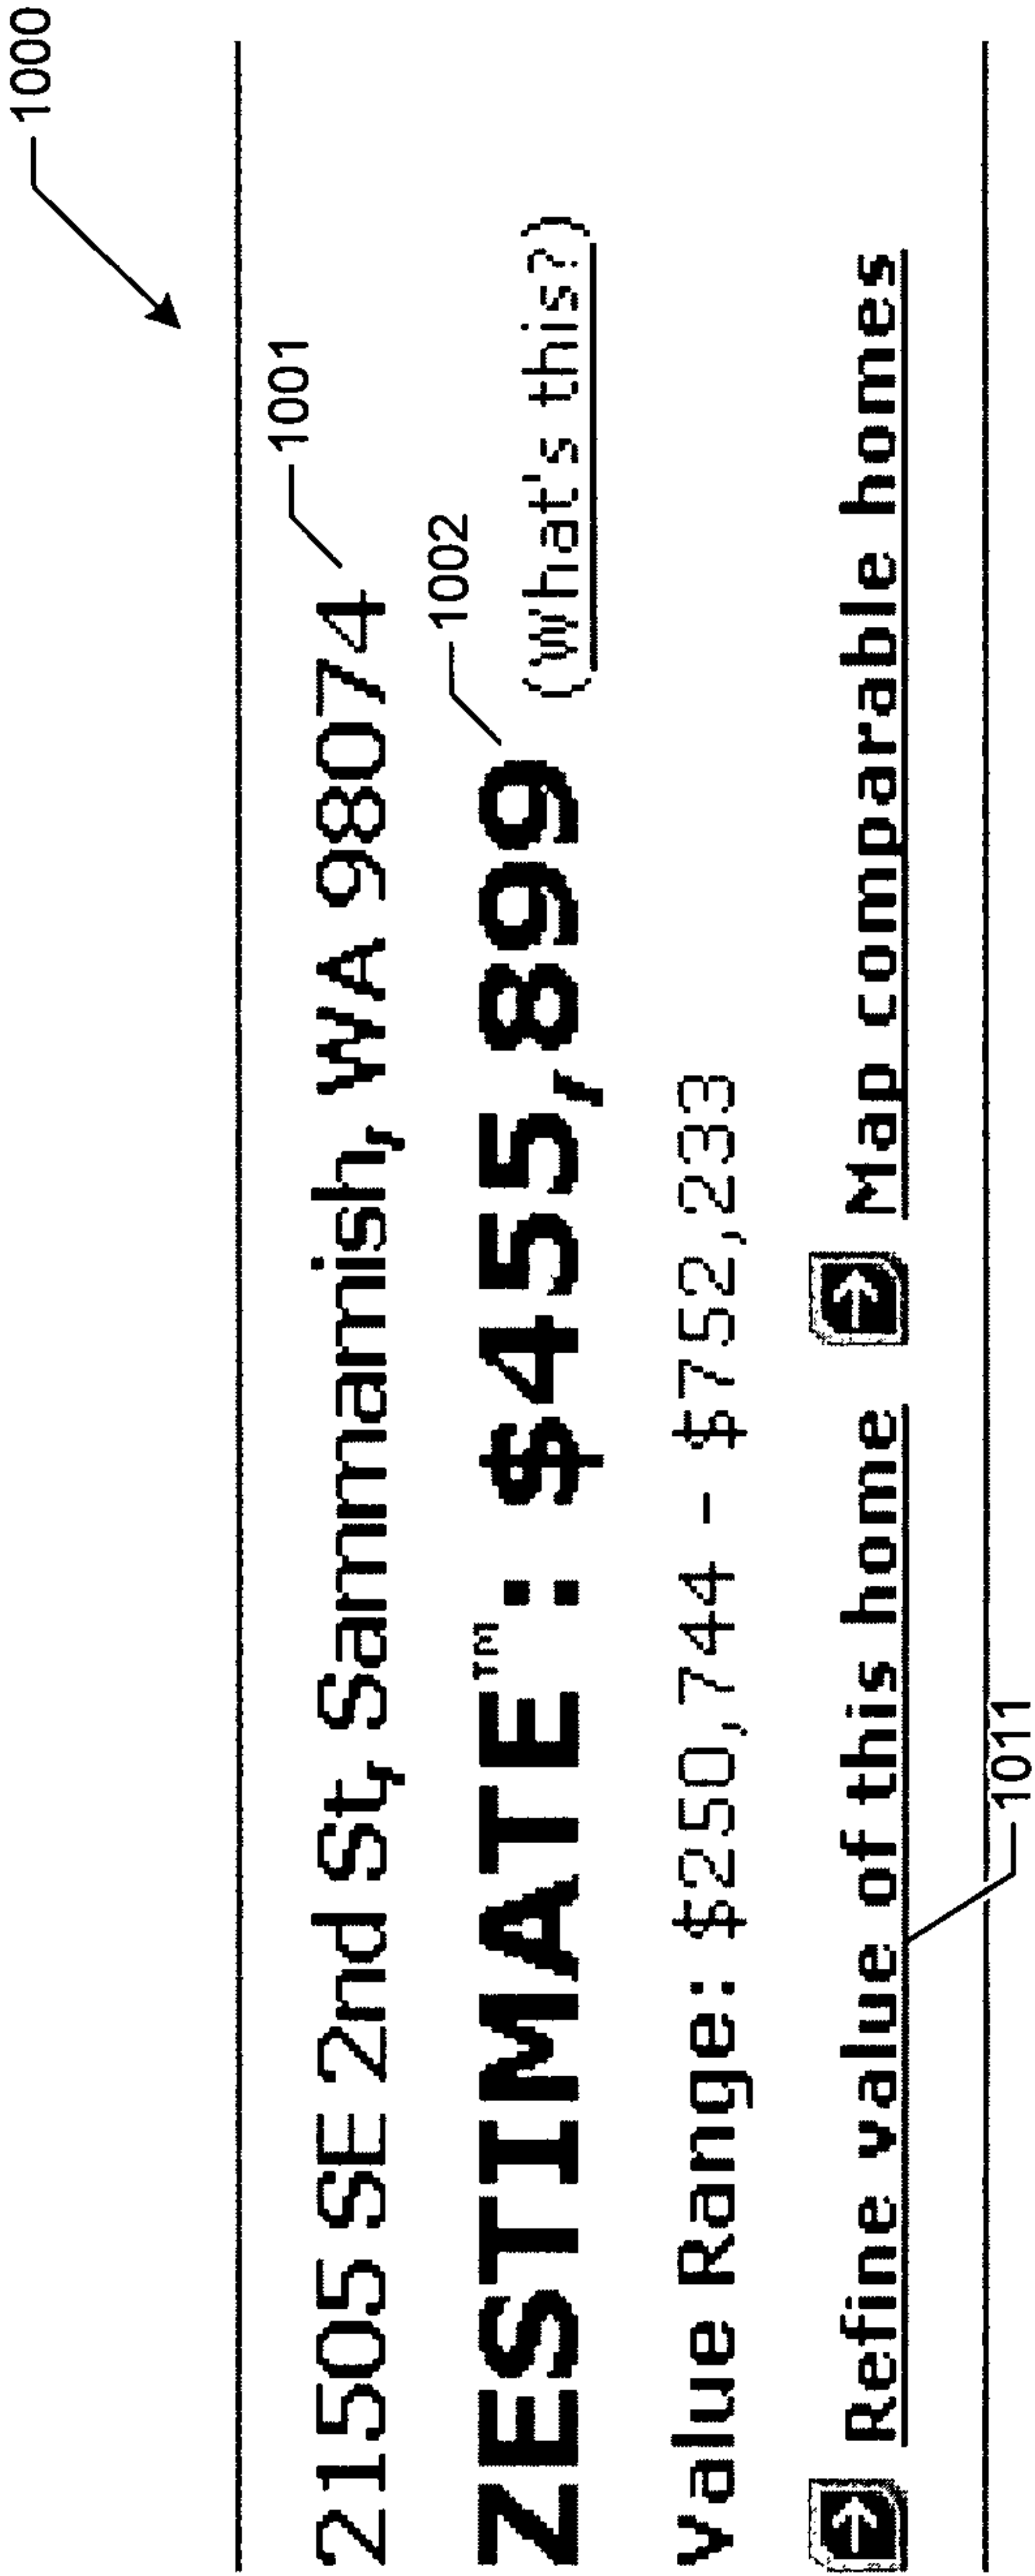 1000
21505 SE 2nd St, Sammamish, WA 98074
1001
ZESTIMATE™: $455,899 (What's this?)
1002
Value Range: $250,744 - $752,233
Refine value of this home Map comparable homes
1011